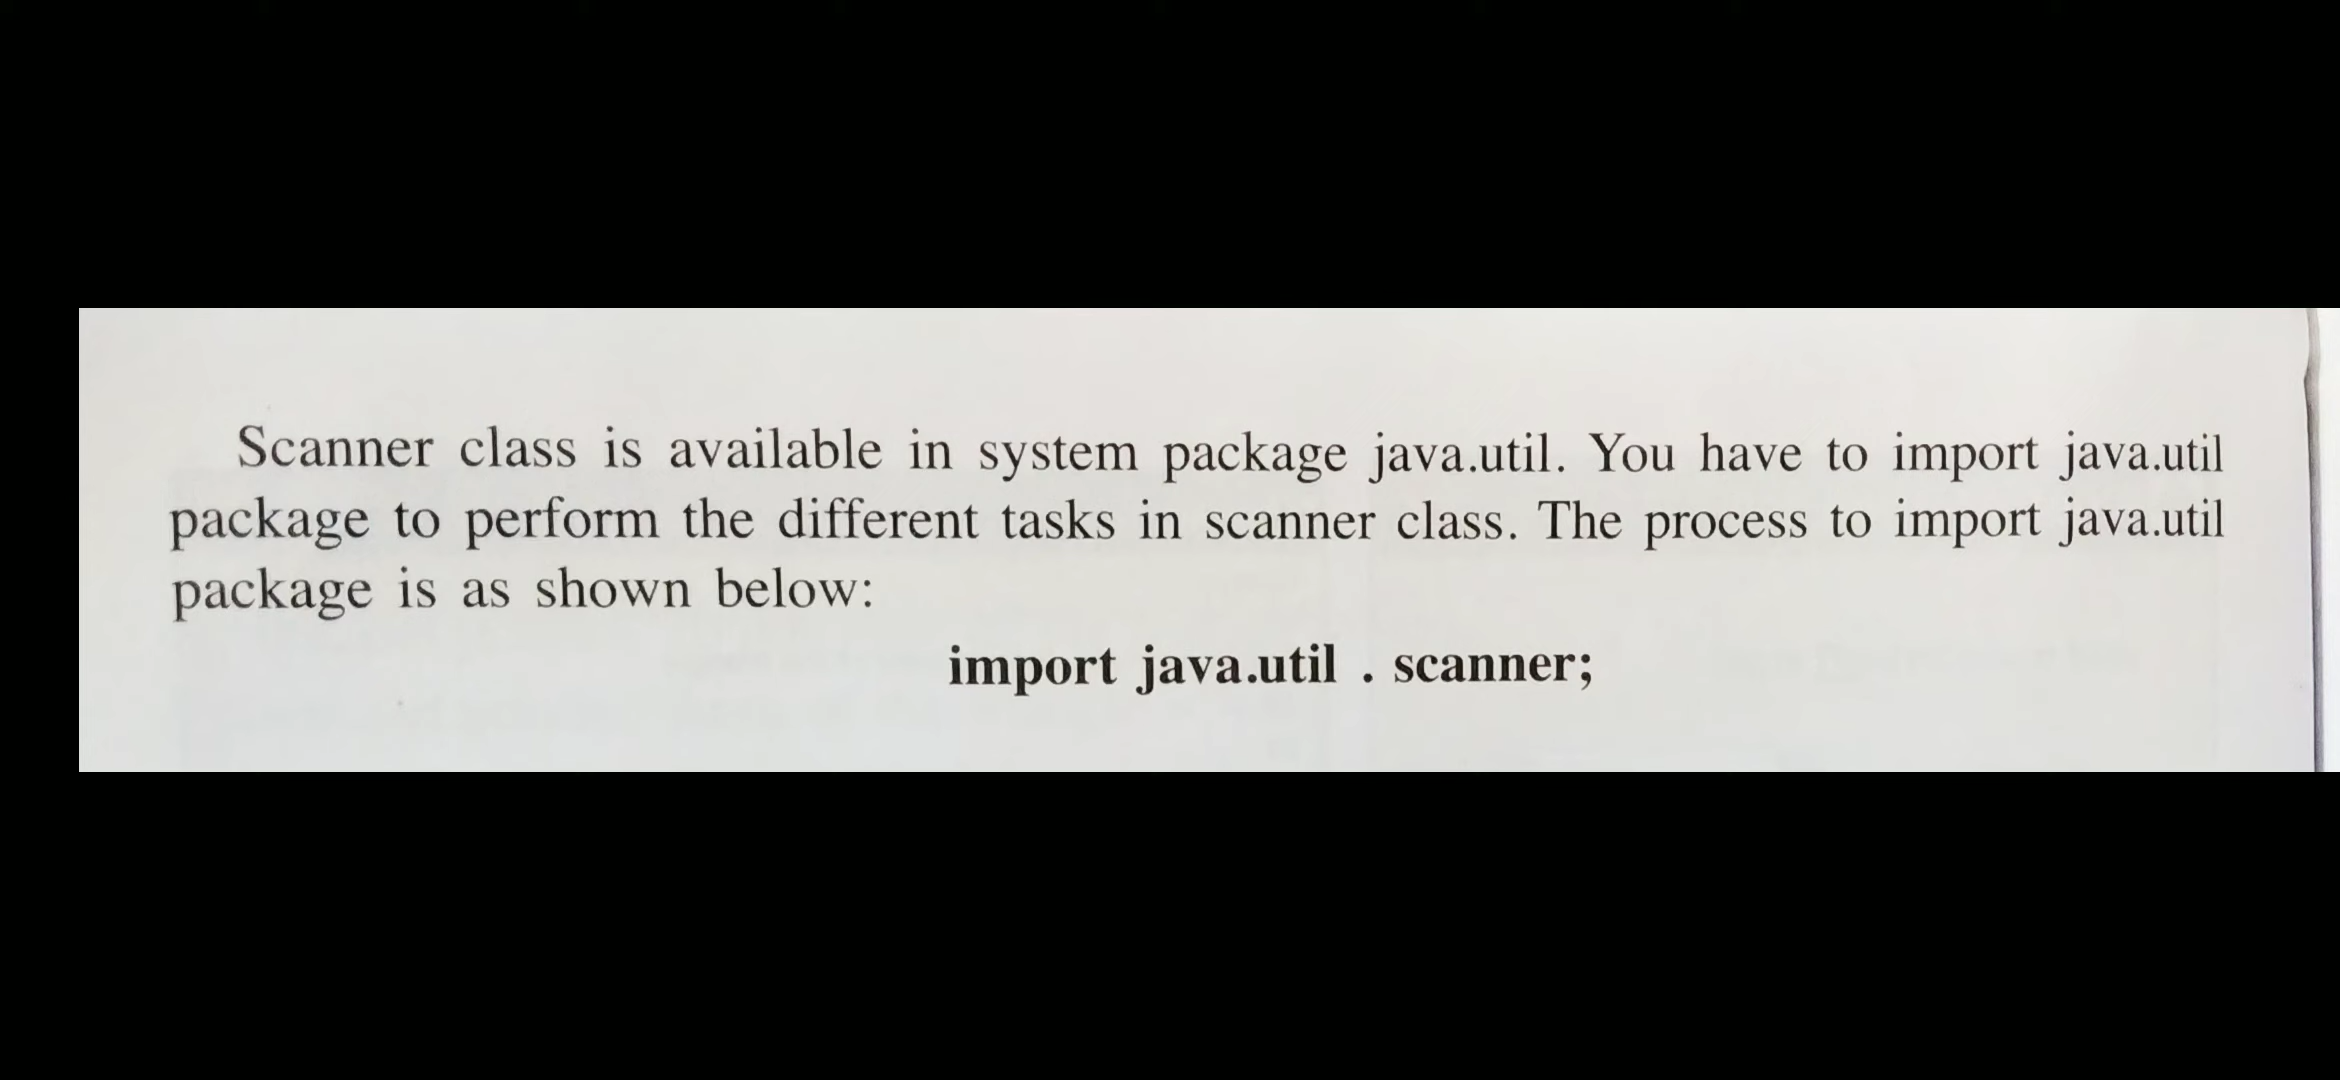 Scanner class is available in system package java.util. You have to import java.util
package to perform the different tasks in scanner class. The process to import java.util
package is as shown below:
import java.util . scanner;